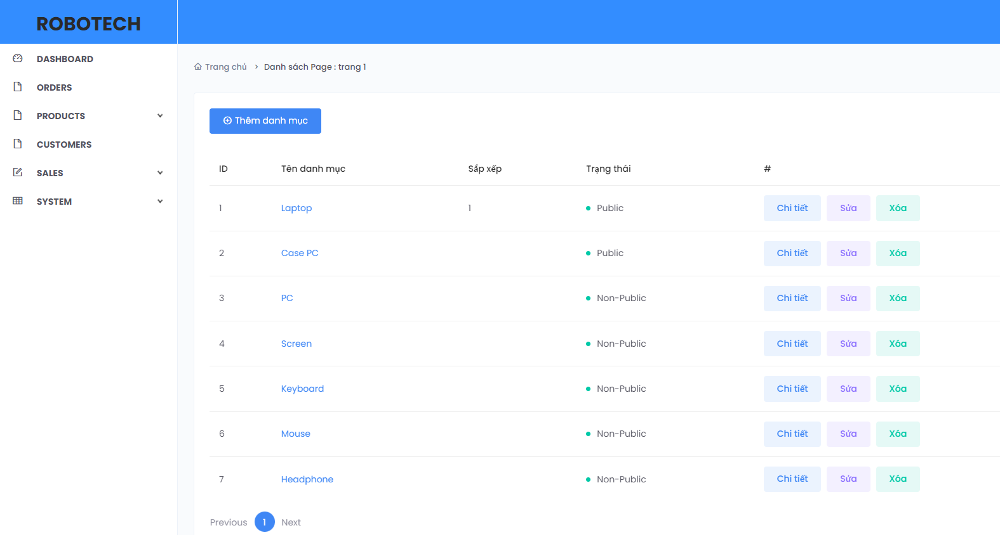 ROBOTECH
DASHBOARD
ORDERS
PRODUCTS
CUSTOMERS
SALES
SYSTEM
Trang chủ > Danh sách Page : trang 1
Thêm danh mục
ID Tên danh mục Sắp xếp Trạng thái #
1 Laptop 1 Public Chi tiết Sửa Xóa
2 Case PC Public Chi tiết Sửa Xóa
3 PC Non-Public Chi tiết Sửa Xóa
4 Screen Non-Public Chi tiết Sửa Xóa
5 Keyboard Non-Public Chi tiết Sửa Xóa
6 Mouse Non-Public Chi tiết Sửa Xóa
7 Headphone Non-Public Chi tiết Sửa Xóa
Previous 1 Next